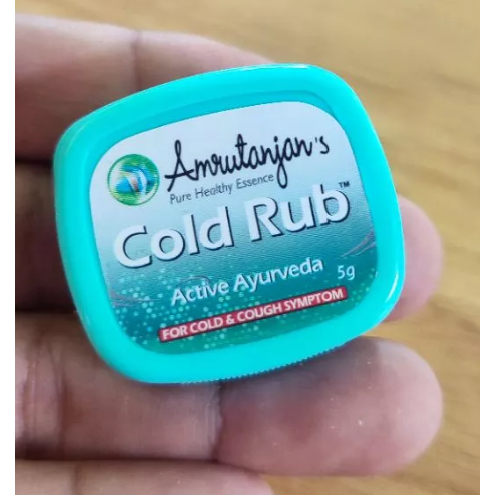 Amrutanjan's
Pure Healthy Essence
Cold Rub™
Active Ayurveda 5g
FOR COLD & COUGH SYMPTOM